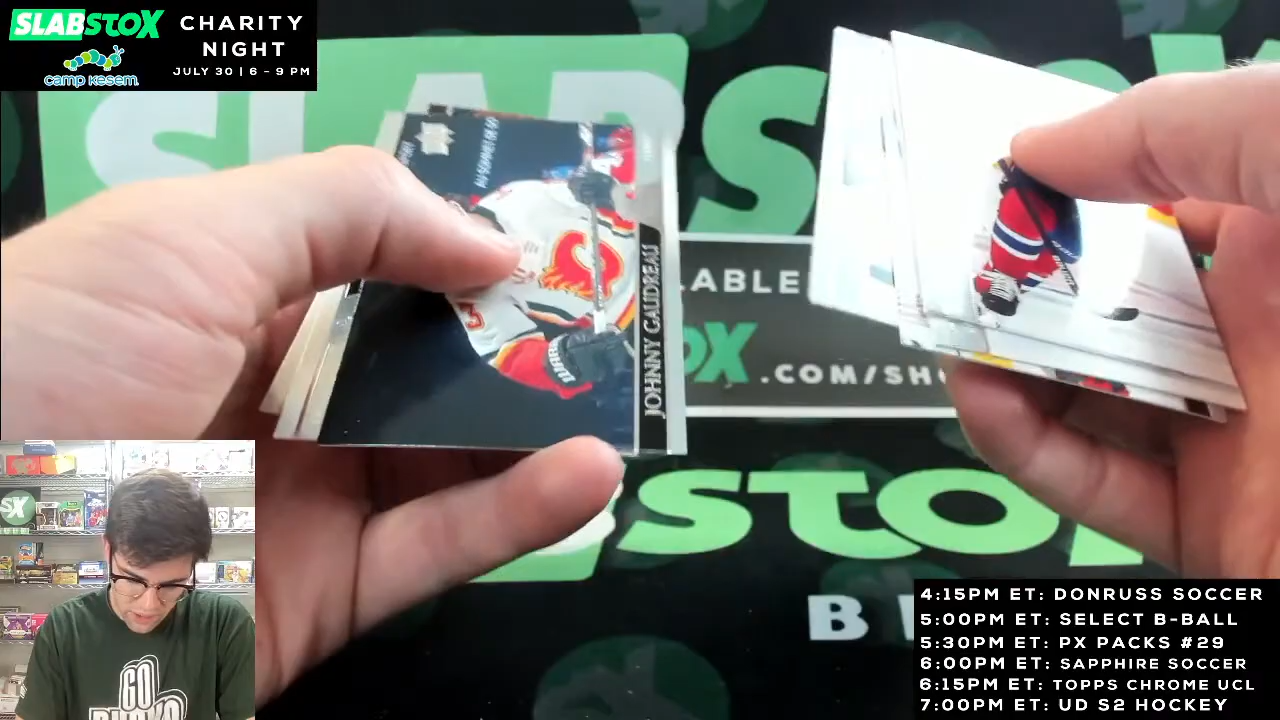 SLABSTOX
camp kesem
CHARITY
NIGHT
JULY 30 | 6 - 9 PM
JOHNNY GAUDREAU
.COM/SH
STO
4:15PM ET: DONRUSS SOCCER
5:00PM ET: SELECT B-BALL
5:30PM ET: PX PACKS #29
6:00PM ET: SAPPHIRE SOCCER
6:15PM ET: TOPPS CHROME UCL
7:00PM ET: UD S2 HOCKEY
SX
GO